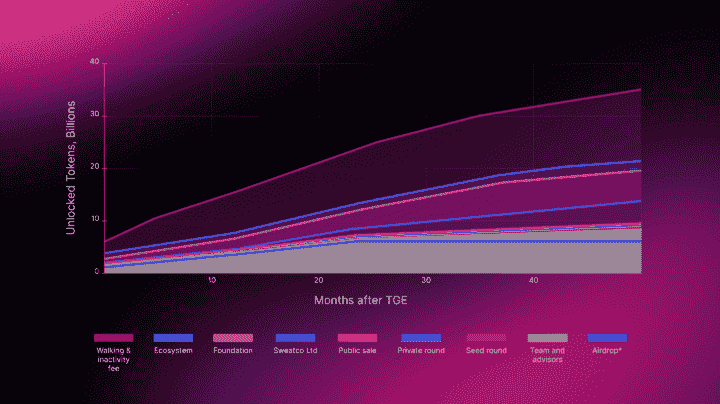 40
30
20
10
0
Unlocked Tokens, Billions
10
20
30
40
Months after TGE
Walking &
inactivity
fee
Ecosystem
Foundation
Sweatco Ltd
Public sale
Private round
Seed round
Team and
advisors
Airdrop*